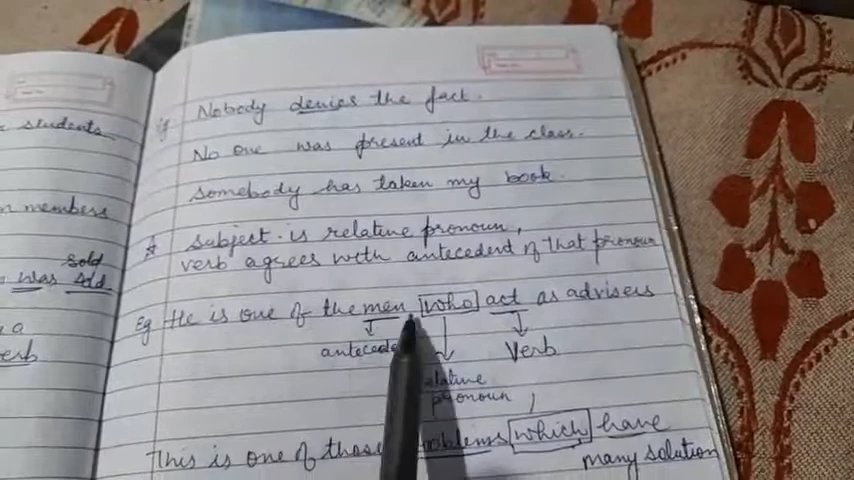 students
members
sold
was sold
a
verb
if Nobody denies the fact.
No one was present in the class.
Somebody has taken my book.
Subject is relative pronoun,
verb agrees with antecedent of that pronoun
Eg He is one of the men who act as advisers
antecede
Verb
relative
pronoun
This is one of those problems which have
many solution